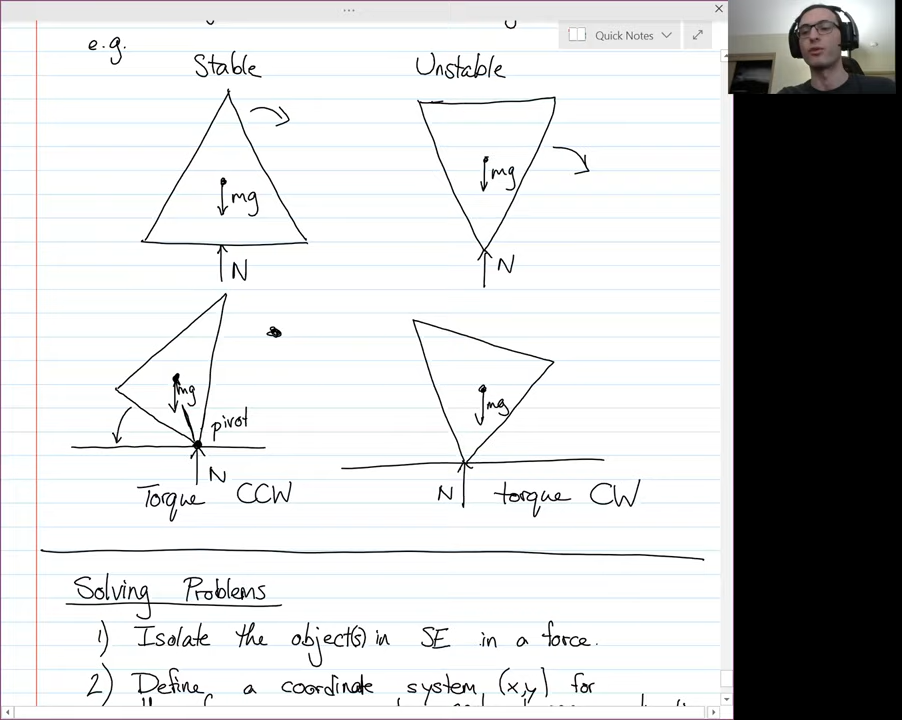 Quick Notes
e.g.
Stable Unstable
mg mg
N N
mg mg
pivot
N N
Torque CCW torque CW
Solving Problems
1) Isolate the object(s) in SE in a force.
2) Define a coordinate system (x,y) for